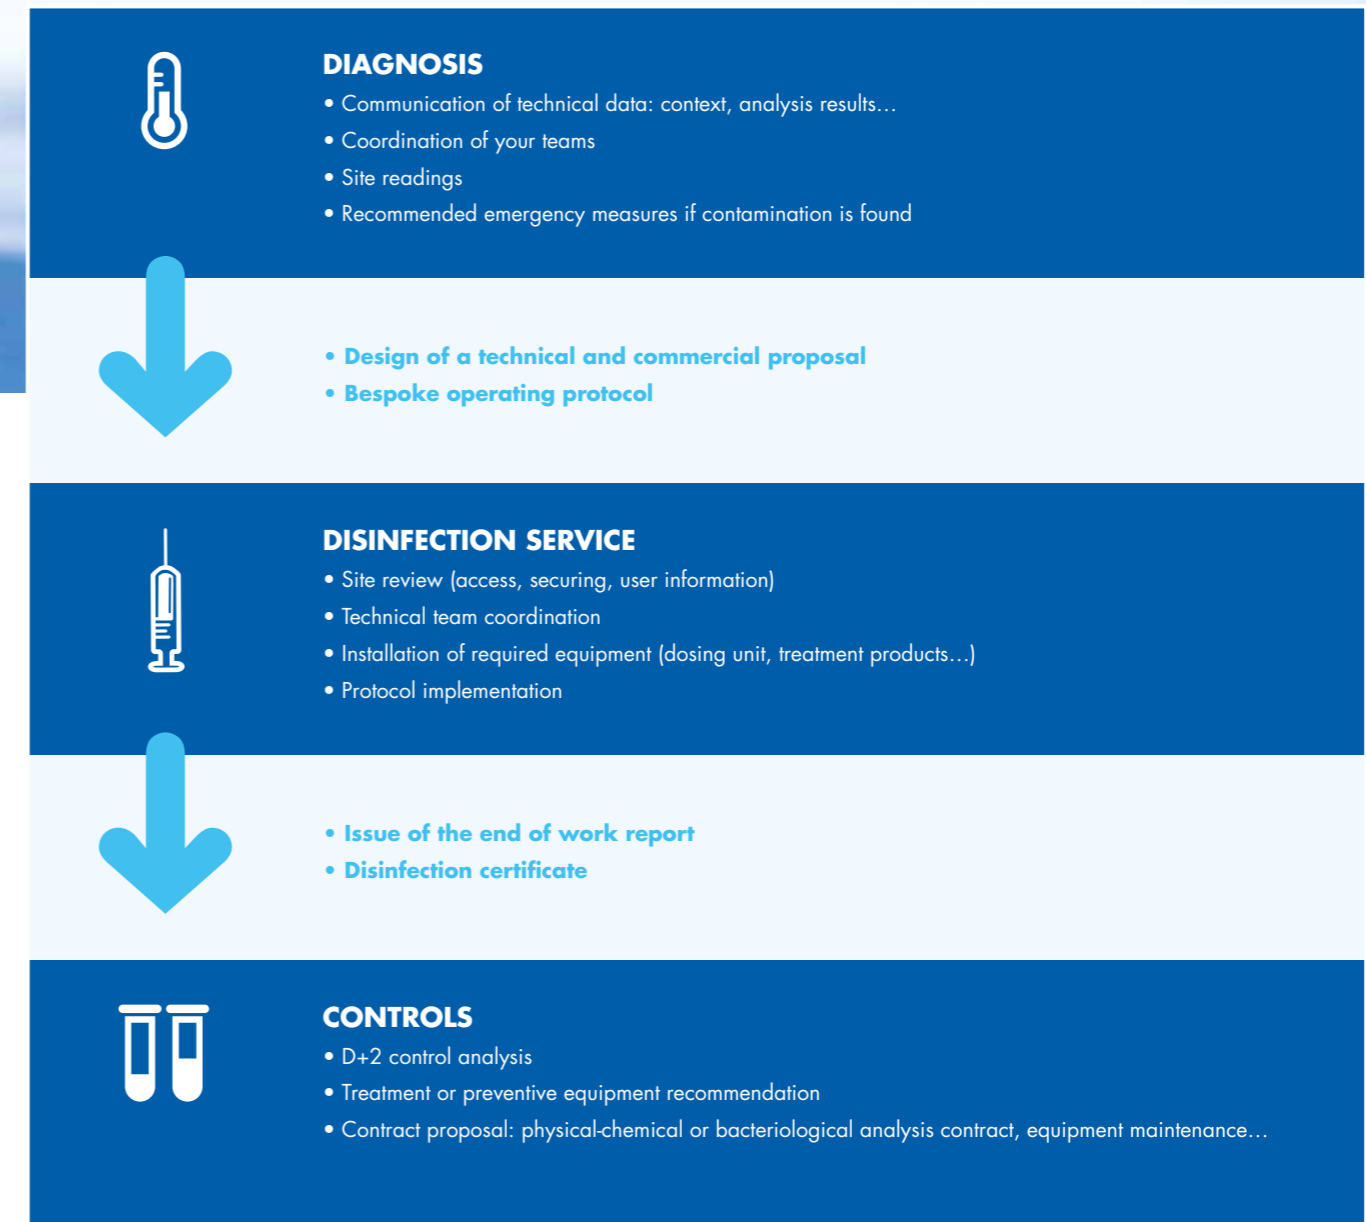 DIAGNOSIS
• Communication of technical data: context, analysis results…
• Coordination of your teams
• Site readings
• Recommended emergency measures if contamination is found
• Design of a technical and commercial proposal
• Bespoke operating protocol
DISINFECTION SERVICE
• Site review (access, securing, user information)
• Technical team coordination
• Installation of required equipment (dosing unit, treatment products…)
• Protocol implementation
• Issue of the end of work report
• Disinfection certificate
CONTROLS
• D+2 control analysis
• Treatment or preventive equipment recommendation
• Contract proposal: physical-chemical or bacteriological analysis contract, equipment maintenance…